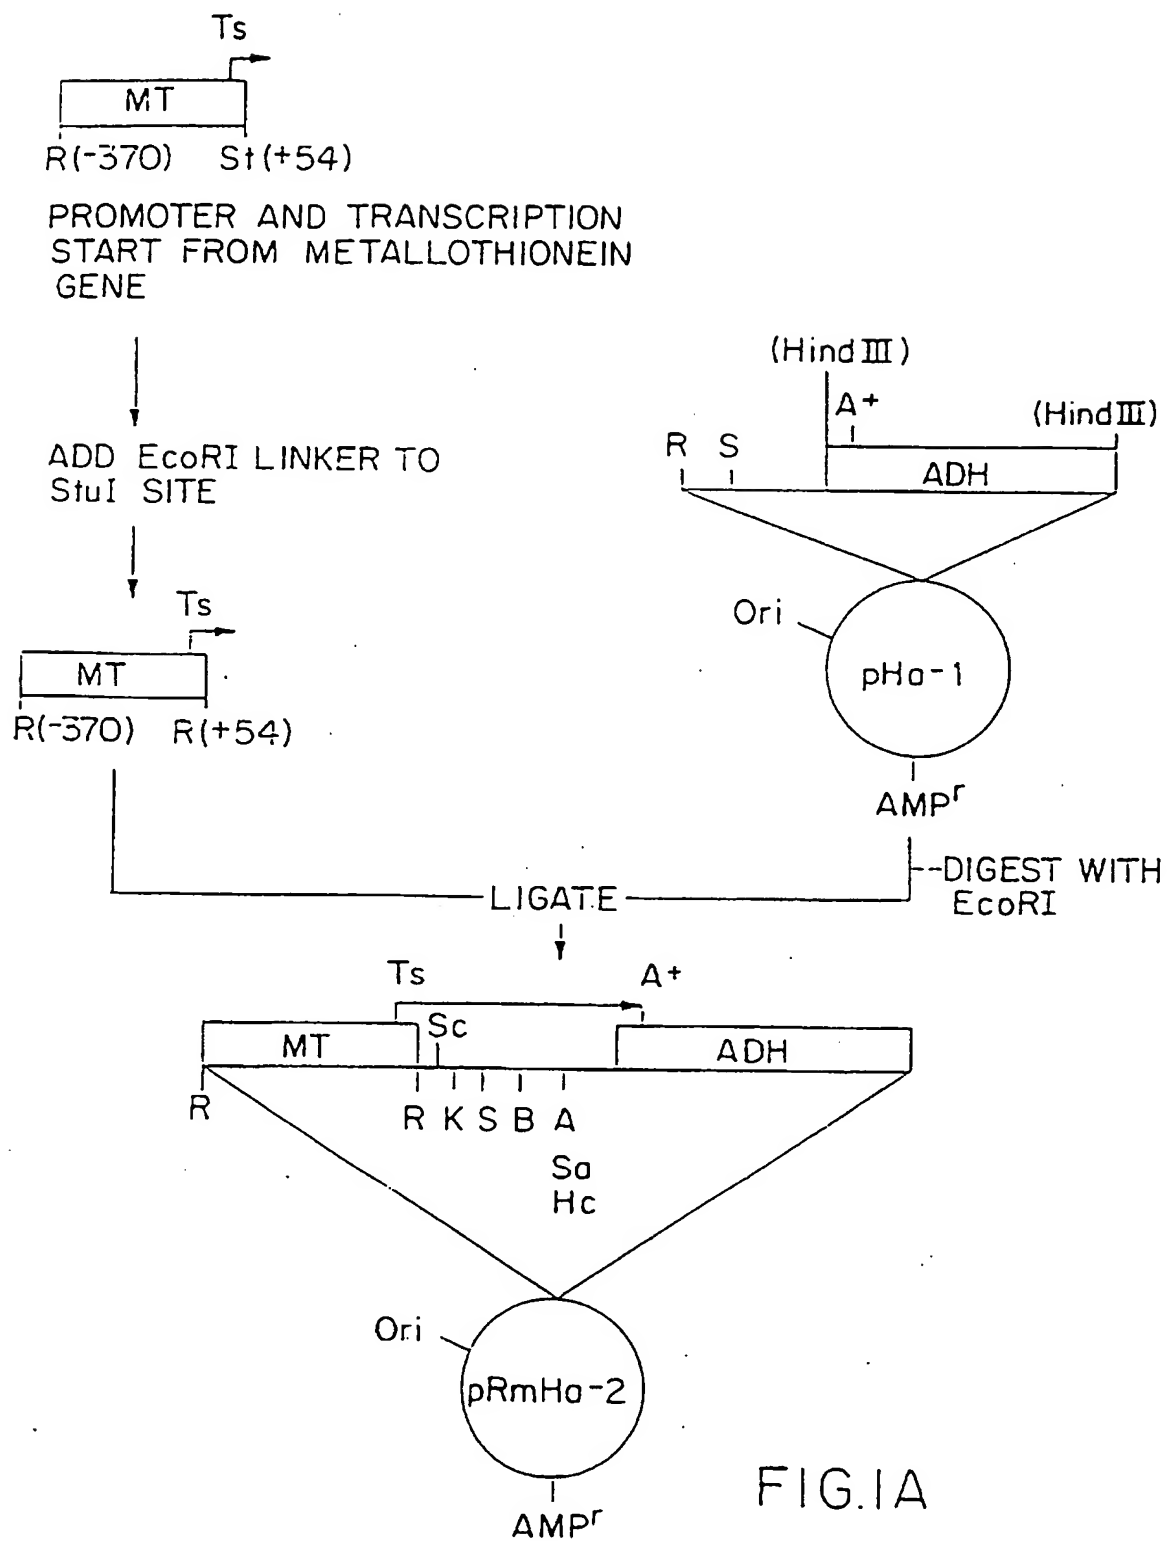 Ts
MT
R(-370) St(+54)
PROMOTER AND TRANSCRIPTION
START FROM METALLOTHIONEIN
GENE
ADD EcoRI LINKER TO
StuI SITE
Ts
MT
R(-370) R(+54)
(Hind III)
A+
(Hind III)
R S
ADH
Ori
pHa-1
AMPr
DIGEST WITH
EcoRI
LIGATE
Ts
A+
Sc
MT
ADH
R
R K S B A
Sa
Hc
Ori
pRmHa-2
AMPr
FIG.1A